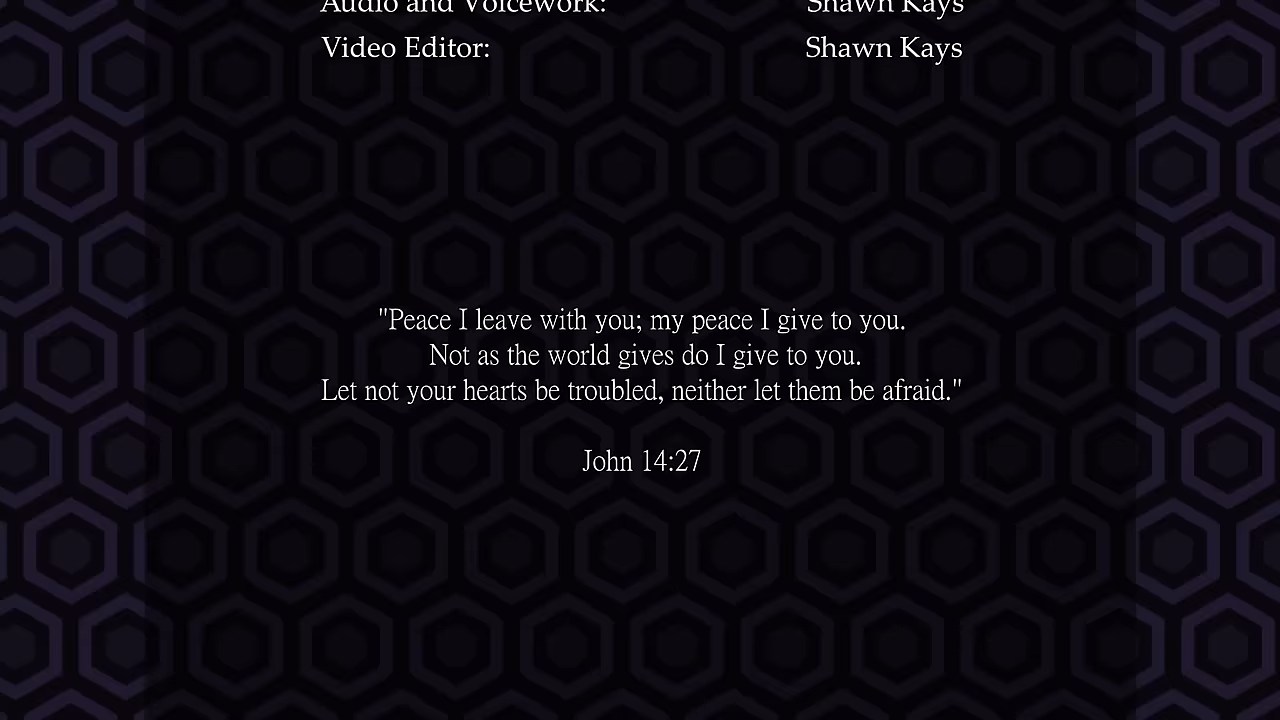 Audio and Voicework: Shawn Kays
Video Editor: Shawn Kays
"Peace I leave with you; my peace I give to you.
Not as the world gives do I give to you.
Let not your hearts be troubled, neither let them be afraid."
John 14:27